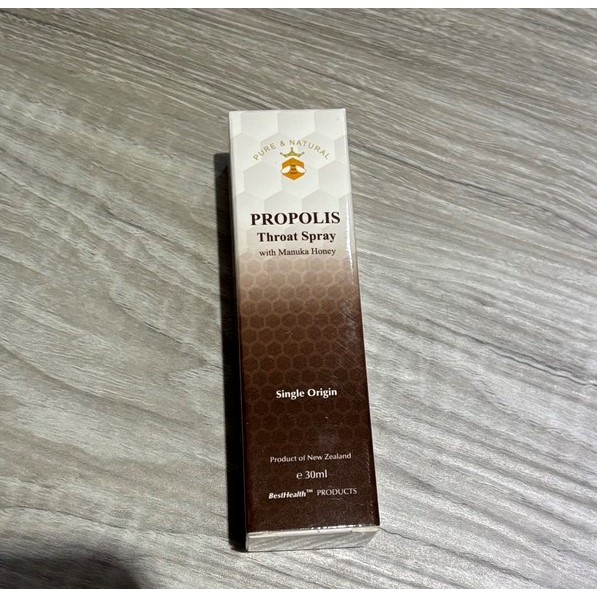 PURE & NATURAL
PROPOLIS
Throat Spray
with Manuka Honey
Single Origin
Product of New Zealand
℮ 30ml
BestHealth™ PRODUCTS